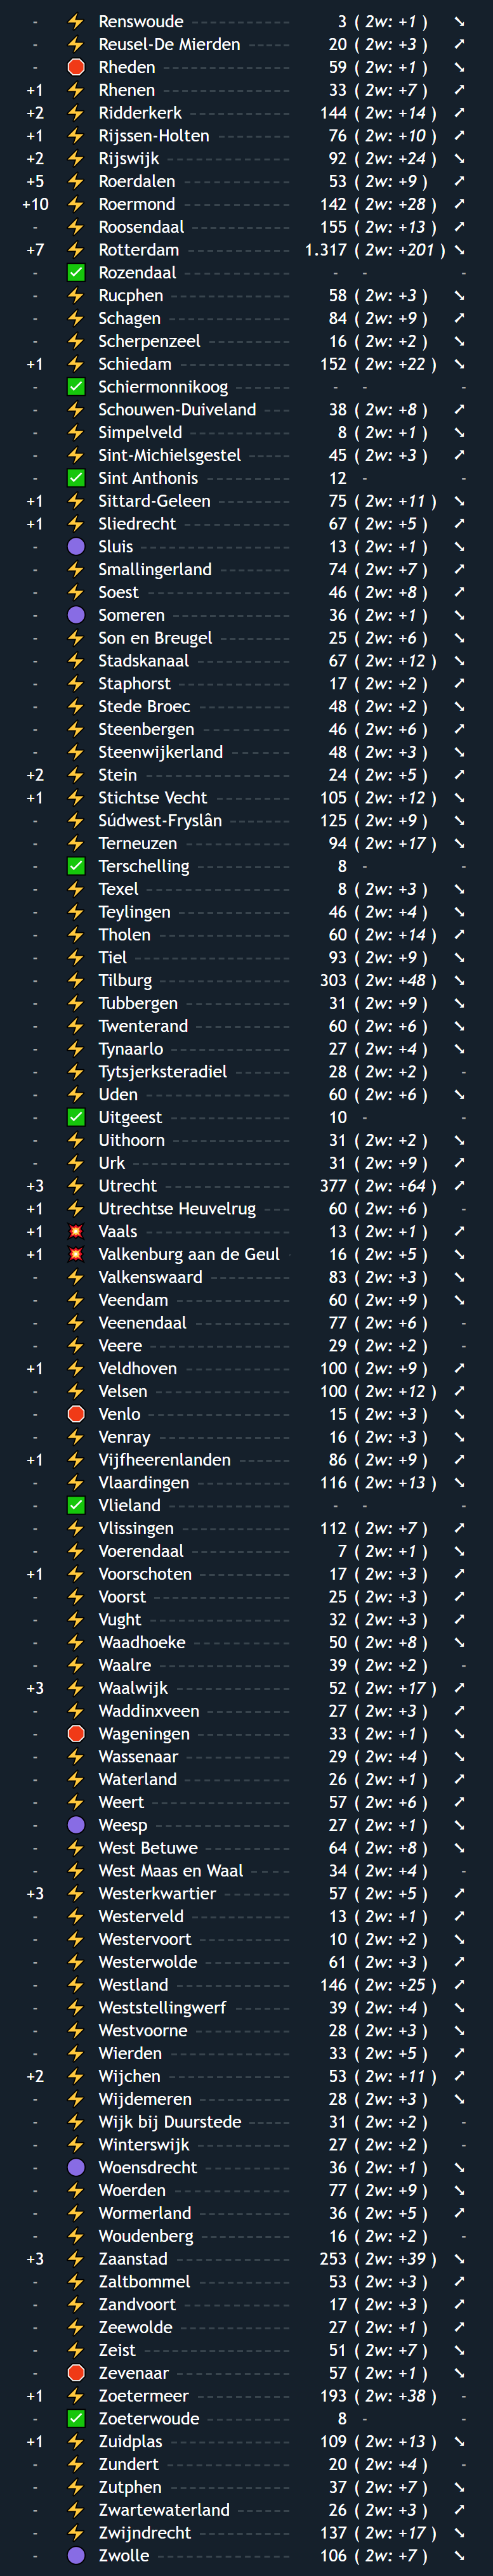 - Renswoude 3 ( 2w: +1 ) ↘
- Reusel-De Mierden 20 ( 2w: +3 ) ↗
- Rheden 59 ( 2w: +1 ) ↘
+1 Rhenen 33 ( 2w: +7 ) ↗
+2 Ridderkerk 144 ( 2w: +14 ) ↗
+1 Rijssen-Holten 76 ( 2w: +10 ) ↗
+2 Rijswijk 92 ( 2w: +24 ) ↘
+5 Roerdalen 53 ( 2w: +9 ) ↗
+10 Roermond 142 ( 2w: +28 ) ↗
- Roosendaal 155 ( 2w: +13 ) ↗
+7 Rotterdam 1.317 ( 2w: +201 ) ↘
- Rozendaal - - -
- Rucphen 58 ( 2w: +3 ) ↘
- Schagen 84 ( 2w: +9 ) ↗
- Scherpenzeel 16 ( 2w: +2 ) ↘
+1 Schiedam 152 ( 2w: +22 ) ↗
- Schiermonnikoog - - -
- Schouwen-Duiveland 38 ( 2w: +8 ) ↗
- Simpelveld 8 ( 2w: +1 ) ↘
- Sint-Michielsgestel 45 ( 2w: +3 ) ↗
- Sint Anthonis 12 - -
+1 Sittard-Geleen 75 ( 2w: +11 ) ↘
+1 Sliedrecht 67 ( 2w: +5 ) ↗
- Sluis 13 ( 2w: +1 ) ↘
- Smallingerland 74 ( 2w: +7 ) ↗
- Soest 46 ( 2w: +8 ) ↗
- Someren 36 ( 2w: +1 ) ↘
- Son en Breugel 25 ( 2w: +6 ) ↘
- Stadskanaal 67 ( 2w: +12 ) ↘
- Staphorst 17 ( 2w: +2 ) ↗
- Stede Broec 48 ( 2w: +2 ) ↘
- Steenbergen 46 ( 2w: +6 ) ↗
- Steenwijkerland 48 ( 2w: +3 ) ↘
+2 Stein 24 ( 2w: +5 ) ↗
+1 Stichtse Vecht 105 ( 2w: +12 ) ↘
- Súdwest-Fryslân 125 ( 2w: +9 ) ↘
- Terneuzen 94 ( 2w: +17 ) ↘
- Terschelling 8 - -
- Texel 8 ( 2w: +3 ) ↘
- Teylingen 46 ( 2w: +4 ) ↘
- Tholen 60 ( 2w: +14 ) ↗
- Tiel 93 ( 2w: +9 ) ↘
- Tilburg 303 ( 2w: +48 ) ↘
- Tubbergen 31 ( 2w: +9 ) ↘
- Twenterand 60 ( 2w: +6 ) ↘
- Tynaarlo 27 ( 2w: +4 ) ↘
- Tytsjerksteradiel 28 ( 2w: +2 ) -
- Uden 60 ( 2w: +6 ) ↘
- Uitgeest 10 - -
- Uithoorn 31 ( 2w: +2 ) ↘
- Urk 31 ( 2w: +9 ) ↗
+3 Utrecht 377 ( 2w: +64 ) ↗
+1 Utrechtse Heuvelrug 60 ( 2w: +6 ) -
+1 Vaals 13 ( 2w: +1 ) ↗
+1 Valkenburg aan de Geul 16 ( 2w: +5 ) ↘
- Valkenswaard 83 ( 2w: +3 ) ↗
- Veendam 60 ( 2w: +9 ) ↘
- Veenendaal 77 ( 2w: +6 ) -
- Veere 29 ( 2w: +2 ) -
+1 Veldhoven 100 ( 2w: +9 ) ↗
- Velsen 100 ( 2w: +12 ) ↗
- Venlo 15 ( 2w: +3 ) ↘
- Venray 16 ( 2w: +3 ) ↘
+1 Vijfheerenlanden 86 ( 2w: +9 ) ↗
- Vlaardingen 116 ( 2w: +13 ) ↘
- Vlieland - - -
- Vlissingen 112 ( 2w: +7 ) ↗
- Voerendaal 7 ( 2w: +1 ) ↘
+1 Voorschoten 17 ( 2w: +3 ) ↗
- Voorst 25 ( 2w: +3 ) ↗
- Vught 32 ( 2w: +3 ) ↗
- Waadhoeke 50 ( 2w: +8 ) ↘
- Waalre 39 ( 2w: +2 ) -
+3 Waalwijk 52 ( 2w: +17 ) ↗
- Waddinxveen 27 ( 2w: +3 ) ↗
- Wageningen 33 ( 2w: +1 ) ↘
- Wassenaar 29 ( 2w: +4 ) ↘
- Waterland 26 ( 2w: +1 ) ↗
- Weert 57 ( 2w: +6 ) ↗
- Weesp 27 ( 2w: +1 ) ↘
- West Betuwe 64 ( 2w: +8 ) ↘
- West Maas en Waal 34 ( 2w: +4 ) -
+3 Westerkwartier 57 ( 2w: +5 ) ↗
- Westerveld 13 ( 2w: +1 ) ↗
- Westervoort 10 ( 2w: +2 ) ↘
- Westerwolde 61 ( 2w: +3 ) ↗
- Westland 146 ( 2w: +25 ) ↗
- Weststellingwerf 39 ( 2w: +4 ) ↘
- Westvoorne 28 ( 2w: +3 ) ↘
- Wierden 33 ( 2w: +5 ) ↗
+2 Wijchen 53 ( 2w: +11 ) ↗
- Wijdemeren 28 ( 2w: +3 ) ↘
- Wijk bij Duurstede 31 ( 2w: +2 ) -
- Winterswijk 27 ( 2w: +2 ) -
- Woensdrecht 36 ( 2w: +1 ) ↘
- Woerden 77 ( 2w: +9 ) ↘
- Wormerland 36 ( 2w: +5 ) ↗
- Woudenberg 16 ( 2w: +2 ) -
+3 Zaanstad 253 ( 2w: +39 ) ↘
- Zaltbommel 53 ( 2w: +3 ) ↗
- Zandvoort 17 ( 2w: +3 ) ↗
- Zeewolde 27 ( 2w: +1 ) ↗
- Zeist 51 ( 2w: +7 ) ↘
- Zevenaar 57 ( 2w: +1 ) ↘
+1 Zoetermeer 193 ( 2w: +38 ) -
- Zoeterwoude 8 - -
+1 Zuidplas 109 ( 2w: +13 ) ↘
- Zundert 20 ( 2w: +4 ) -
- Zutphen 37 ( 2w: +7 ) ↘
- Zwartewaterland 26 ( 2w: +3 ) ↗
- Zwijndrecht 137 ( 2w: +17 ) ↘
- Zwolle 106 ( 2w: +7 ) ↘